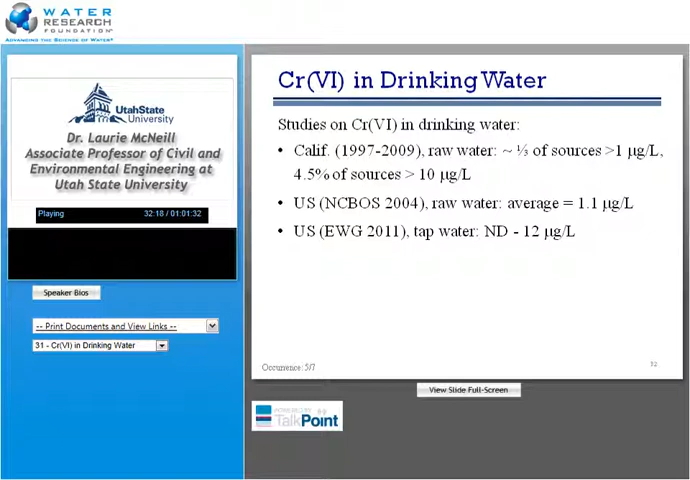 WATER
RESEARCH
FOUNDATION
ADVANCING THE SCIENCE OF WATER®
UtahState
University
Dr. Laurie McNeill
Associate Professor of Civil and
Environmental Engineering at
Utah State University
Playing 32:18 / 01:01:32
Speaker Bios
-- Print Documents and View Links --
31 - Cr(VI) in Drinking Water
Cr(VI) in Drinking Water
Studies on Cr(VI) in drinking water:
• Calif. (1997-2009), raw water: ~ ⅓ of sources >1 µg/L,
4.5% of sources > 10 µg/L
• US (NCBOS 2004), raw water: average = 1.1 µg/L
• US (EWG 2011), tap water: ND - 12 µg/L
Occurrence: 5/7
View Slide Full-Screen
POWERED BY
TalkPoint